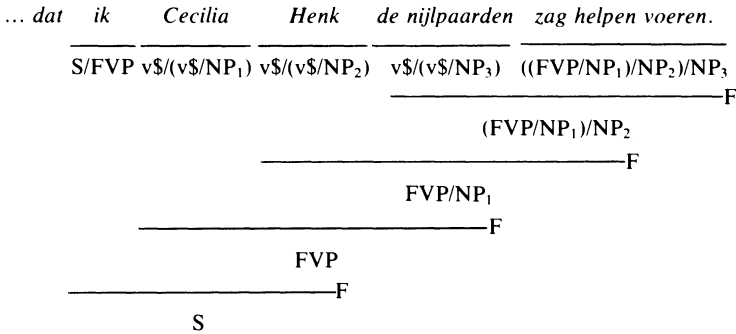 ... dat ik Cecilia Henk de nijlpaarden zag helpen voeren.
S/FVP v$/(v$/NP₁) v$/(v$/NP₂) v$/(v$/NP₃) ((FVP/NP₁)/NP₂)/NP₃
F
(FVP/NP₁)/NP₂
F
FVP/NP₁
F
FVP
F
S